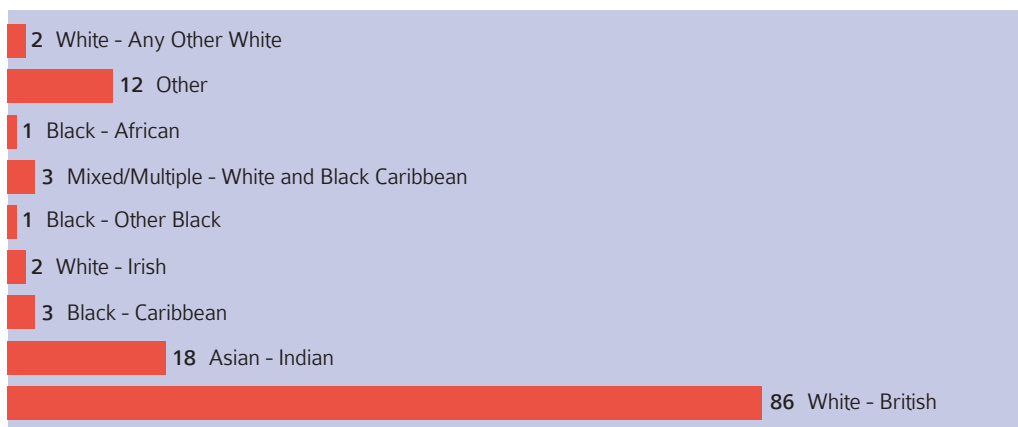 2 White - Any Other White
12 Other
1 Black - African
3 Mixed/Multiple - White and Black Caribbean
1 Black - Other Black
2 White - Irish
3 Black - Caribbean
18 Asian - Indian
86 White - British